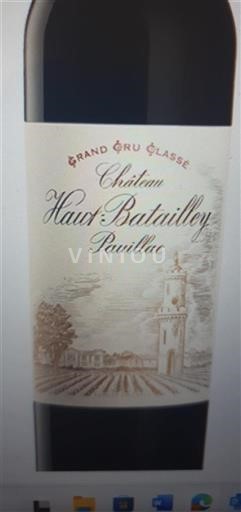 GRAND CRU CLASSÉ
Château
Haut-Batailley
Pauillac
VINIOU